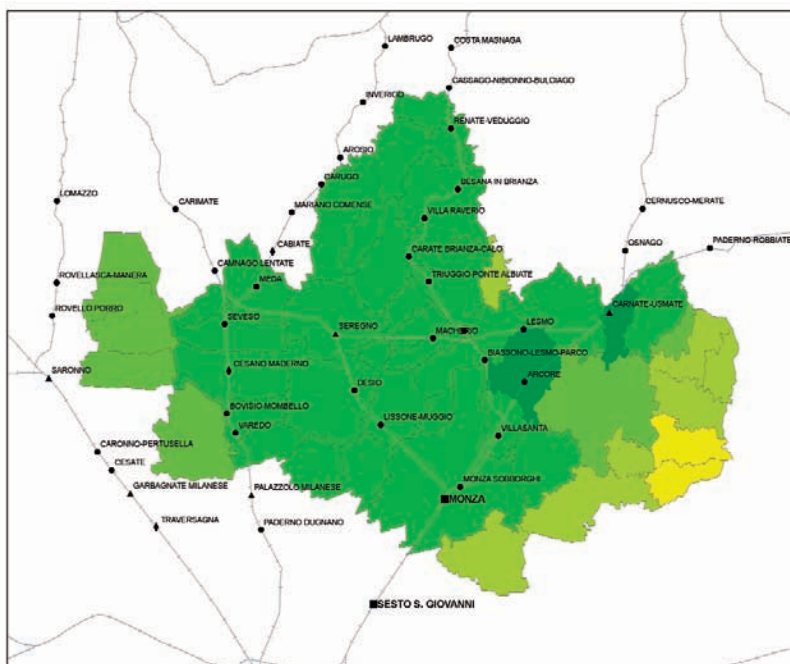 LAMBRUGO
COSTA MASNAGA
CASSAGO-NIBIONNO-BULCIAGO
INVERIGO
RENATE-VEDUGGIO
AROSIO
CARUGO
BESANA IN BRIANZA
LOMAZZO
CARIMATE
MARIANO COMENSE
VILLA RAVERIO
CERNUSCO-MERATE
CABIATE
CARATE BRIANZA-CALO
OSNAGO
PADERNO-ROBBIATE
ROVELLASCA-MANERA
CAMNAGO LENTATE
MEDA
TRIUGGIO PONTE ALBIATE
ROVELLO PORRO
SEVESO
SEREGNO
MACHERIO
LESMO
CARNATE-USMATE
BIASSONO-LESMO-PARCO
SARONNO
CESANO MADERNO
DESIO
ARCORE
BOVISIO-MOMBELLO
LISSONE-MUGGIO
VAREDO
VILLASANTA
CARONNO-PERTUSELLA
CESATE
GARBAGNATE MILANESE
PALAZZOLO MILANESE
MONZA SOBBORGHI
MONZA
TRAVERSAGNA
PADERNO DUGNANO
SESTO S. GIOVANNI